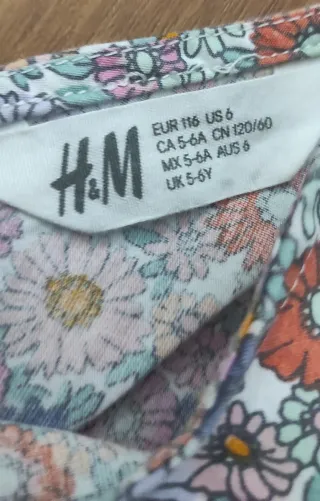 H&M
EUR 116 US 6
CA 5-6A CN 120/60
MX 5-6A AUS 6
UK 5-6Y